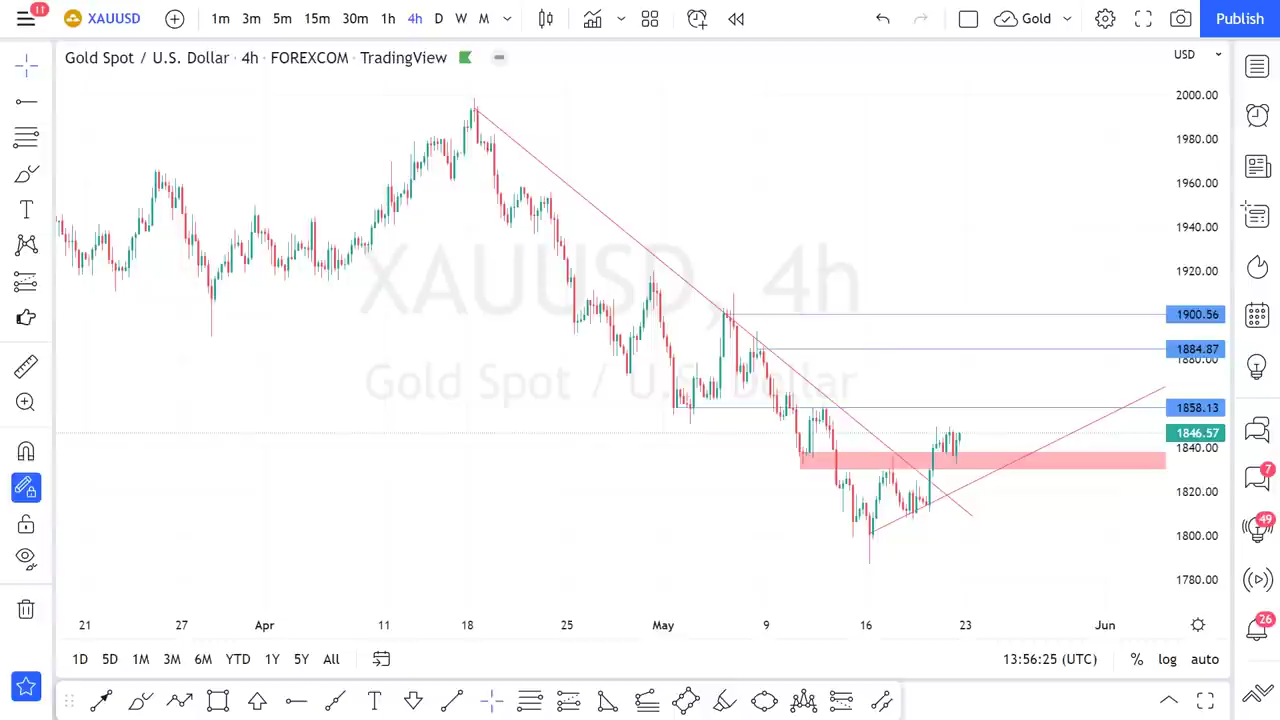 11
XAUUSD
1m 3m 5m 15m 30m 1h 4h D W M
Gold
Publish
Gold Spot / U.S. Dollar · 4h · FOREXCOM · TradingView
USD
XAUUSD, 4h
Gold Spot / U.S. Dollar
2000.00
1980.00
1960.00
1940.00
1920.00
1900.56
1884.87
1880.00
1858.13
1846.57
1840.00
1820.00
1800.00
1780.00
21 27 Apr 11 18 25 May 9 16 23 Jun
1D 5D 1M 3M 6M YTD 1Y 5Y All
13:56:25 (UTC) % log auto
7
49
26